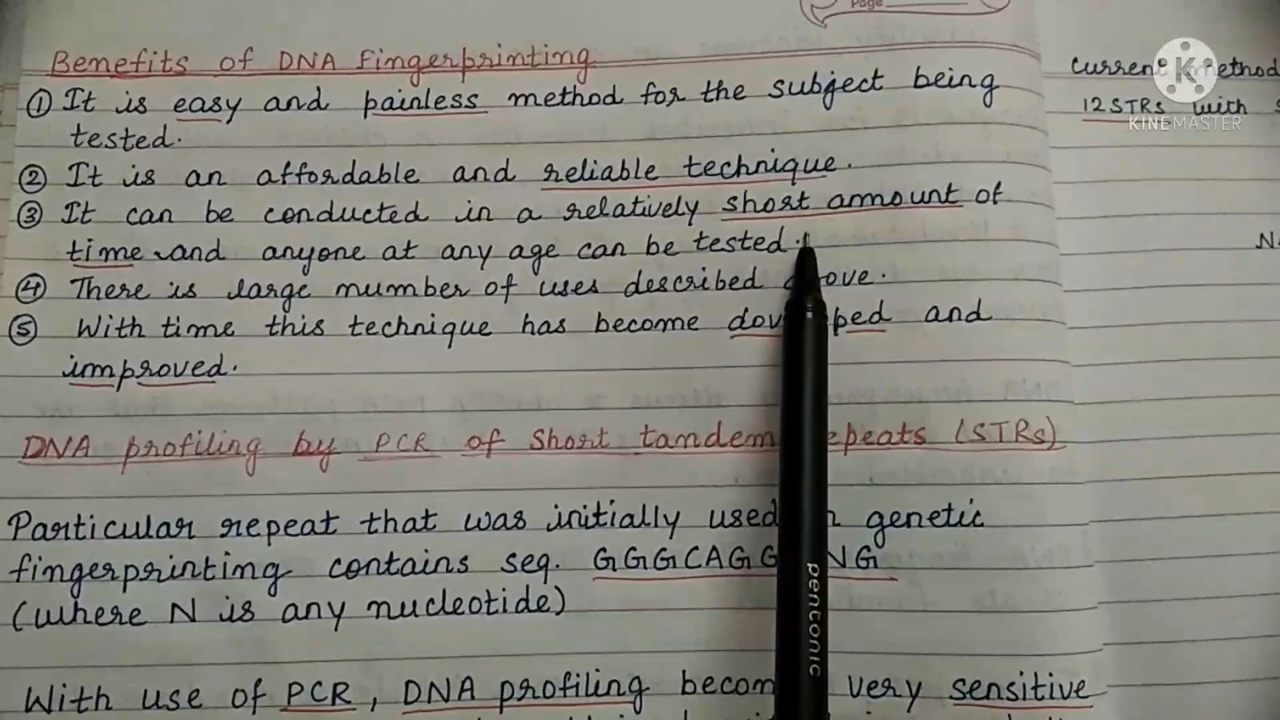 Page
Benefits of DNA Fingerprinting
① It is easy and painless method for the subject being
tested.
② It is an affordable and reliable technique.
③ It can be conducted in a relatively short amount of
time and anyone at any age can be tested.
④ There is large number of uses described
⑤ With time this technique has become and
improved.
DNA profiling by PCR of Short tandem (STRs)
Particular repeat that was initially used genetic
fingerprinting contains seq. GGGCAGG NG
(where N is any nucleotide)
With use of PCR, DNA profiling very sensitive
Current
12 STRs with
K
KINEMASTER
pentonic